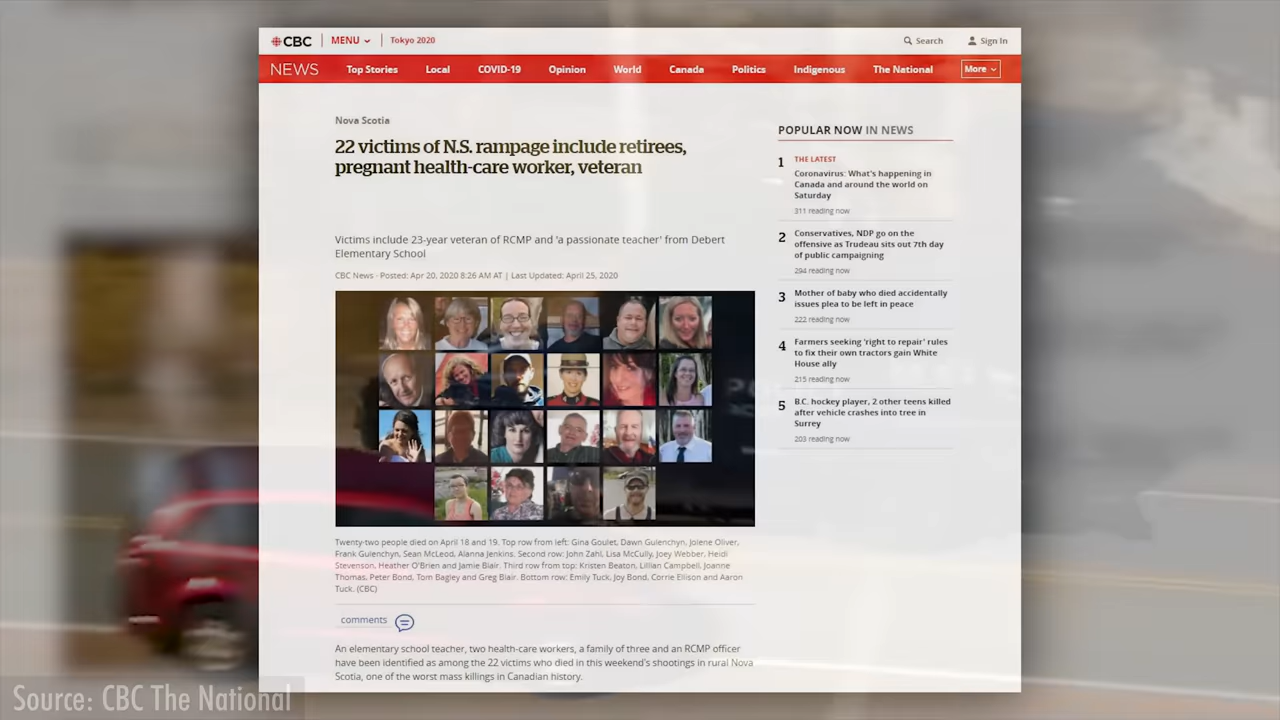 CBC MENU Tokyo 2020 Search Sign In
NEWS Top Stories Local COVID-19 Opinion World Canada Politics Indigenous The National More
Nova Scotia
22 victims of N.S. rampage include retirees,
pregnant health-care worker, veteran
Victims include 23-year veteran of RCMP and 'a passionate teacher' from Debert
Elementary School
CBC News · Posted: Apr 20, 2020 8:26 AM AT | Last Updated: April 25, 2020
Twenty-two people died on April 18 and 19. Top row from left: Gina Goulet, Dawn Gulenchyn, Jolene Oliver,
Frank Gulenchyn, Sean McLeod, Alanna Jenkins. Second row: John Zahl, Lisa McCully, Joey Webber, Heidi
Stevenson, Heather O'Brien and Jamie Blair. Third row from top: Kristen Beaton, Lillian Campbell, Joanne
Thomas, Peter Bond, Tom Bagley and Greg Blair. Bottom row: Emily Tuck, Joy Bond, Corrie Ellison and Aaron
Tuck. (CBC)
comments
An elementary school teacher, two health-care workers, a family of three and an RCMP officer
have been identified as among the 22 victims who died in this weekend's shootings in rural Nova
Scotia, one of the worst mass killings in Canadian history.
POPULAR NOW IN NEWS
1 THE LATEST
Coronavirus: What's happening in
Canada and around the world on
Saturday
311 reading now
2 Conservatives, NDP go on the
offensive as Trudeau sits out 7th day
of public campaigning
294 reading now
3 Mother of baby who died accidentally
issues plea to be left in peace
222 reading now
4 Farmers seeking 'right to repair' rules
to fix their own tractors gain White
House ally
215 reading now
5 B.C. hockey player, 2 other teens killed
after vehicle crashes into tree in
Surrey
203 reading now
Source: CBC The National